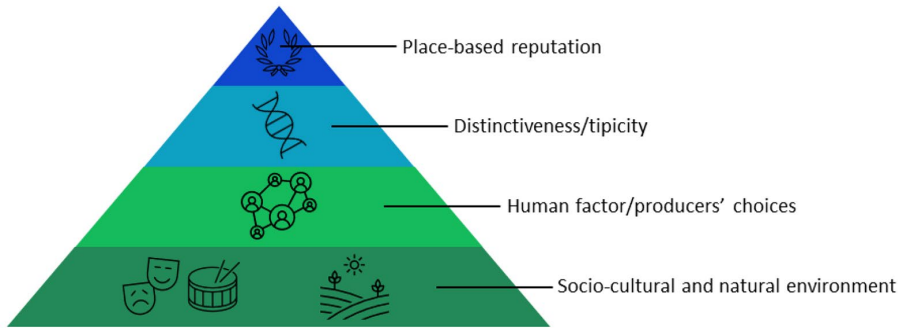 Place-based reputation
Distinctiveness/tipicity
Human factor/producers’ choices
Socio-cultural and natural environment